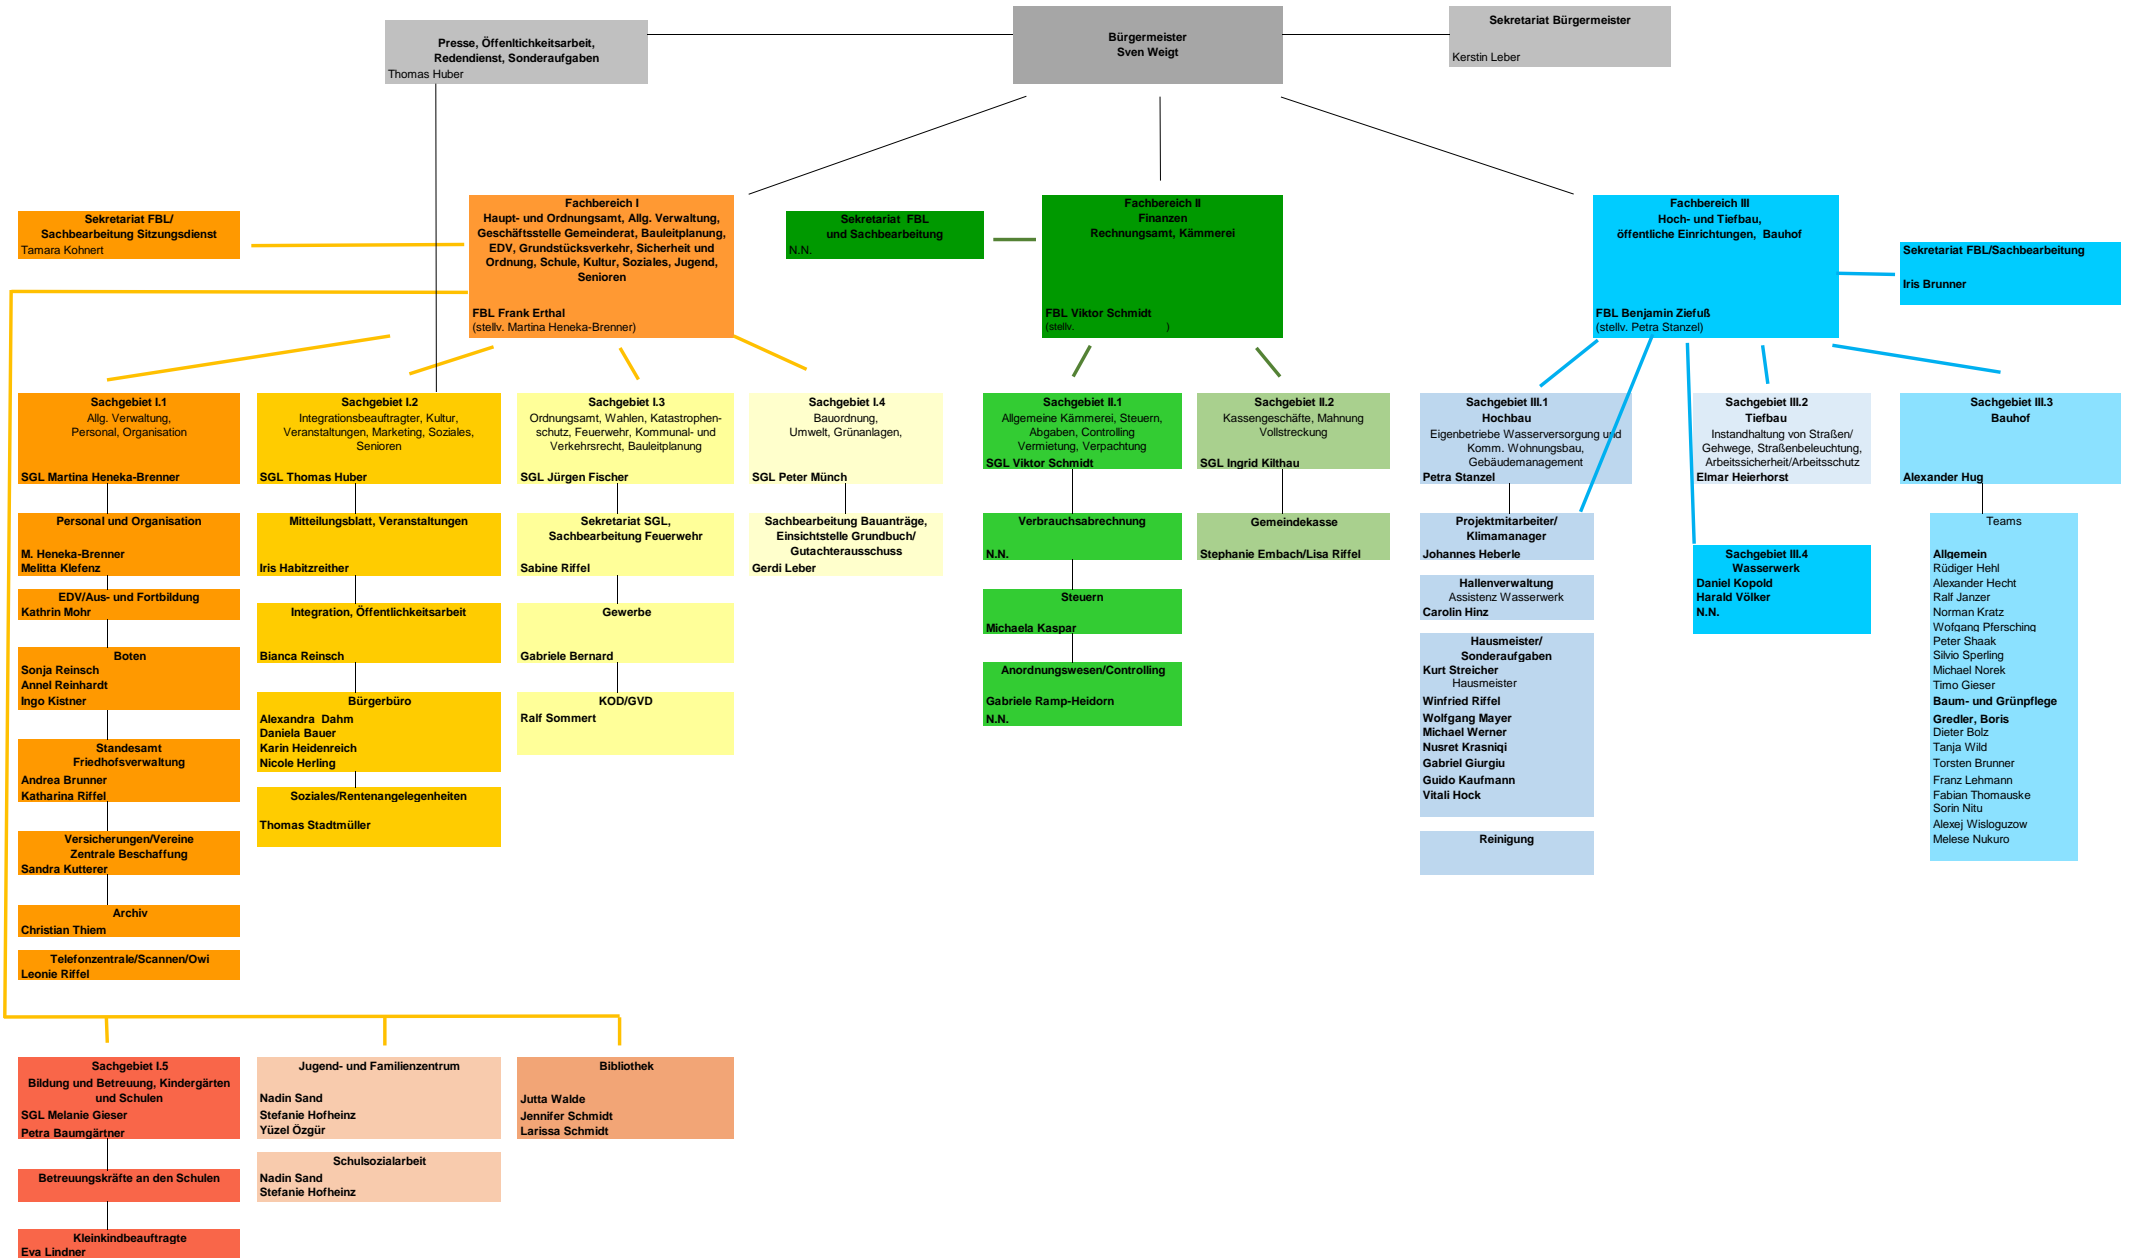 Presse, Öffenltichkeitsarbeit,
Redendienst, Sonderaufgaben
Thomas Huber
Bürgermeister
Sven Weigt
Sekretariat Bürgermeister
Kerstin Leber
Sekretariat FBL/
Sachbearbeitung Sitzungsdienst
Tamara Kohnert
Fachbereich I
Haupt- und Ordnungsamt, Allg. Verwaltung,
Geschäftsstelle Gemeinderat, Bauleitplanung,
EDV, Grundstücksverkehr, Sicherheit und
Ordnung, Schule, Kultur, Soziales, Jugend,
Senioren
FBL Frank Erthal
(stellv. Martina Heneka-Brenner)
Sekretariat FBL
und Sachbearbeitung
N.N.
Fachbereich II
Finanzen
Rechnungsamt, Kämmerei
FBL Viktor Schmidt
(stellv. )
Fachbereich III
Hoch- und Tiefbau,
öffentliche Einrichtungen, Bauhof
FBL Benjamin Ziefuß
(stellv. Petra Stanzel)
Sekretariat FBL/Sachbearbeitung
Iris Brunner
Sachgebiet I.1
Allg. Verwaltung,
Personal, Organisation
SGL Martina Heneka-Brenner
Personal und Organisation
M. Heneka-Brenner
Melitta Klefenz
EDV/Aus- und Fortbildung
Kathrin Mohr
Boten
Sonja Reinsch
Annel Reinhardt
Ingo Kistner
Standesamt
Friedhofsverwaltung
Andrea Brunner
Katharina Riffel
Versicherungen/Vereine
Zentrale Beschaffung
Sandra Kutterer
Archiv
Christian Thiem
Telefonzentrale/Scannen/Owi
Leonie Riffel
Sachgebiet I.2
Integrationsbeauftragter, Kultur,
Veranstaltungen, Marketing, Soziales,
Senioren
SGL Thomas Huber
Mitteilungsblatt, Veranstaltungen
Iris Habitzreither
Integration, Öffentlichkeitsarbeit
Bianca Reinsch
Bürgerbüro
Alexandra Dahm
Daniela Bauer
Karin Heidenreich
Nicole Herling
Soziales/Rentenangelegenheiten
Thomas Stadtmüller
Sachgebiet I.3
Ordnungsamt, Wahlen, Katastrophen-
schutz, Feuerwehr, Kommunal- und
Verkehrsrecht, Bauleitplanung
SGL Jürgen Fischer
Sekretariat SGL,
Sachbearbeitung Feuerwehr
Sabine Riffel
Gewerbe
Gabriele Bernard
KOD/GVD
Ralf Sommert
Sachgebiet I.4
Bauordnung,
Umwelt, Grünanlagen,
SGL Peter Münch
Sachbearbeitung Bauanträge,
Einsichtstelle Grundbuch/
Gutachterausschuss
Gerdi Leber
Sachgebiet II.1
Allgemeine Kämmerei, Steuern,
Abgaben, Controlling
Vermietung, Verpachtung
SGL Viktor Schmidt
Verbrauchsabrechnung
N.N.
Steuern
Michaela Kaspar
Anordnungswesen/Controlling
Gabriele Ramp-Heidorn
N.N.
Sachgebiet II.2
Kassengeschäfte, Mahnung
Vollstreckung
SGL Ingrid Kilthau
Gemeindekasse
Stephanie Embach/Lisa Riffel
Sachgebiet III.1
Hochbau
Eigenbetriebe Wasserversorgung und
Komm. Wohnungsbau,
Gebäudemanagement
Petra Stanzel
Projektmitarbeiter/
Klimamanager
Johannes Heberle
Hallenverwaltung
Assistenz Wasserwerk
Carolin Hinz
Hausmeister/
Sonderaufgaben
Kurt Streicher
Hausmeister
Winfried Riffel
Wolfgang Mayer
Michael Werner
Nusret Krasniqi
Gabriel Giurgiu
Guido Kaufmann
Vitali Hock
Reinigung
Sachgebiet III.2
Tiefbau
Instandhaltung von Straßen/
Gehwege, Straßenbeleuchtung,
Arbeitssicherheit/Arbeitsschutz
Elmar Heierhorst
Sachgebiet III.4
Wasserwerk
Daniel Kopold
Harald Völker
N.N.
Sachgebiet III.3
Bauhof
Alexander Hug
Teams
Allgemein
Rüdiger Hehl
Alexander Hecht
Ralf Janzer
Norman Kratz
Wofgang Pfersching
Peter Shaak
Silvio Sperling
Michael Norek
Timo Gieser
Baum- und Grünpflege
Gredler, Boris
Dieter Bolz
Tanja Wild
Torsten Brunner
Franz Lehmann
Fabian Thomauske
Sorin Nitu
Alexej Wisloguzow
Melese Nukuro
Sachgebiet I.5
Bildung und Betreuung, Kindergärten
und Schulen
SGL Melanie Gieser
Petra Baumgärtner
Betreuungskräfte an den Schulen
Kleinkindbeauftragte
Eva Lindner
Jugend- und Familienzentrum
Nadin Sand
Stefanie Hofheinz
Yüzel Özgür
Schulsozialarbeit
Nadin Sand
Stefanie Hofheinz
Bibliothek
Jutta Walde
Jennifer Schmidt
Larissa Schmidt